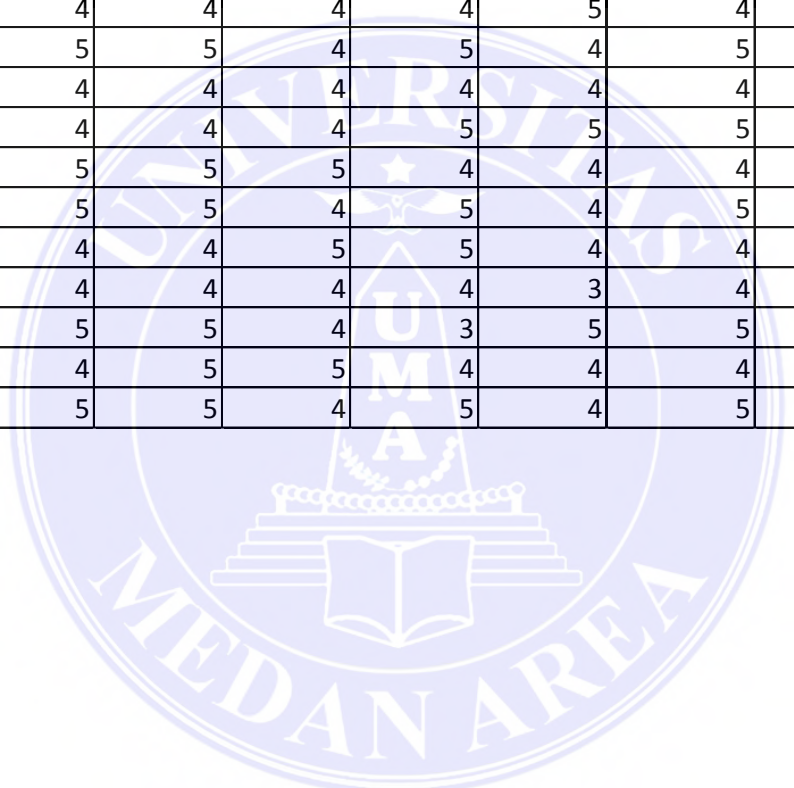 4 4 4 4 5 4
5 5 4 5 4 5
4 4 4 4 4 4
4 4 4 5 5 5
5 5 5 4 4 4
5 5 4 5 4 5
4 4 5 5 4 4
4 4 4 4 3 4
5 5 4 3 5 5
4 5 5 4 4 4
5 5 4 5 4 5
UNIVERSITAS
U
M
A
MEDAN AREA